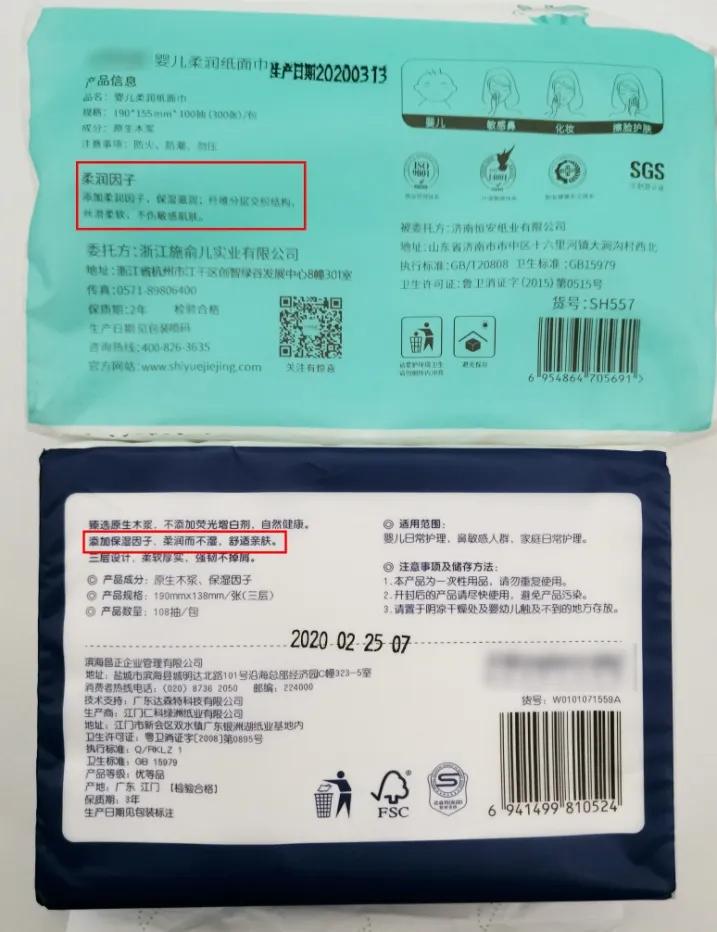 婴儿柔润纸面巾
生产日期20200313
产品信息
品名：婴儿柔润纸面巾
规格：190*155mm*100抽(300张)/包
成分：原生木浆
注意事项：防火、防潮、勿压
柔润因子
添加柔润因子，保湿滋润；纤维分层交织结构，
丝滑柔软、不伤敏感肌肤。
委托方：浙江施俞儿实业有限公司
地址：浙江省杭州市江干区创智绿谷发展中心8幢301室
传真：0571-89806400
保质期：2年 检验合格
生产日期见包装喷码
咨询热线：400-826-3635
官方网站：www.shiyuejiejing.com
关注有惊喜
婴儿 敏感鼻 化妆 擦脸护肤
ISO 9001
SGS
被委托方：济南恒安纸业有限公司
地址：山东省济南市市中区十六里河镇大涧沟村西北
执行标准：GB/T20808 卫生标准：GB15979
卫生许可证：鲁卫消证字(2015)第0515号
货号：SH557
6 954864 705691
臻选原生木浆，不添加荧光增白剂，自然健康。
添加保湿因子，柔润而不湿，舒适亲肤。
三层设计，柔软厚实，强韧不掉屑。
◎ 产品成分：原生木浆、保湿因子
◎ 产品规格：190mmx138mm/张(三层)
◎ 产品数量：108抽/包
◎ 适用范围：
婴儿日常护理，鼻敏感人群，家庭日常护理。
◎ 注意事项及储存方法：
1.本产品为一次性用品，请勿重复使用。
2.开封后的产品请尽快使用，避免产品污染。
3.请置于阴凉干燥处及婴幼儿触及不到的地方存放。
2020 02 25 07
滨海昌正企业管理有限公司
地址：盐城市滨海县城明达北路101号沿海总部经济园C幢323-5室
消费者热线电话：(020) 8736 2050 邮编：224000
技术支持：广东达森特科技有限公司
生产商：江门仁科绿洲纸业有限公司
地址：江门市新会区双水镇广东银洲湖纸业基地内
卫生许可证：粤卫消证字[2008]第0895号
执行标准：Q/RKLZ 1
卫生标准：GB 15979
产品等级：优等品
产地：广东 江门 【检验合格】
保质期：3年
生产日期见包装标注
FSC
货号：W0101071559A
6 941499 810524